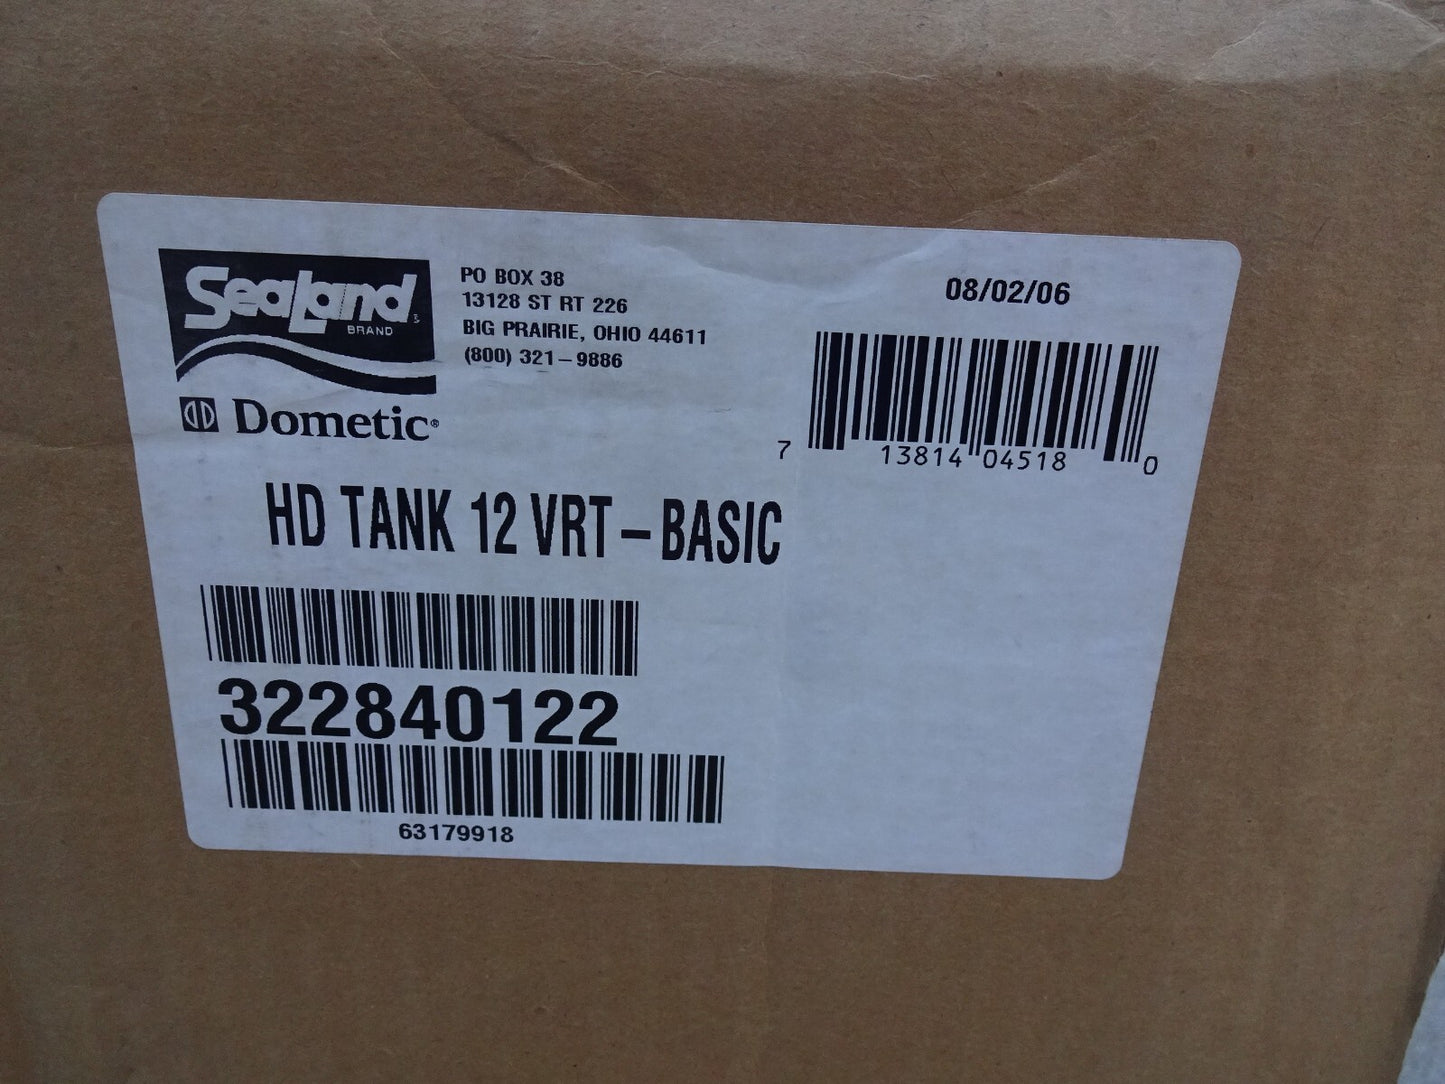 SeaLand
BRAND
Dometic®
PO BOX 38
13128 ST RT 226
BIG PRAIRIE, OHIO 44611
(800) 321-9886
08/02/06
7 13814 04518 0
HD TANK 12 VRT-BASIC
322840122
63179918